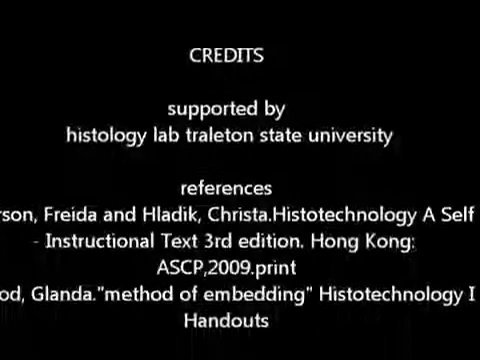 CREDITS
supported by
histology lab traleton state university
references
rson, Freida and Hladik, Christa.Histotechnology A Self
- Instructional Text 3rd edition. Hong Kong:
ASCP,2009.print
od, Glanda."method of embedding" Histotechnology I
Handouts